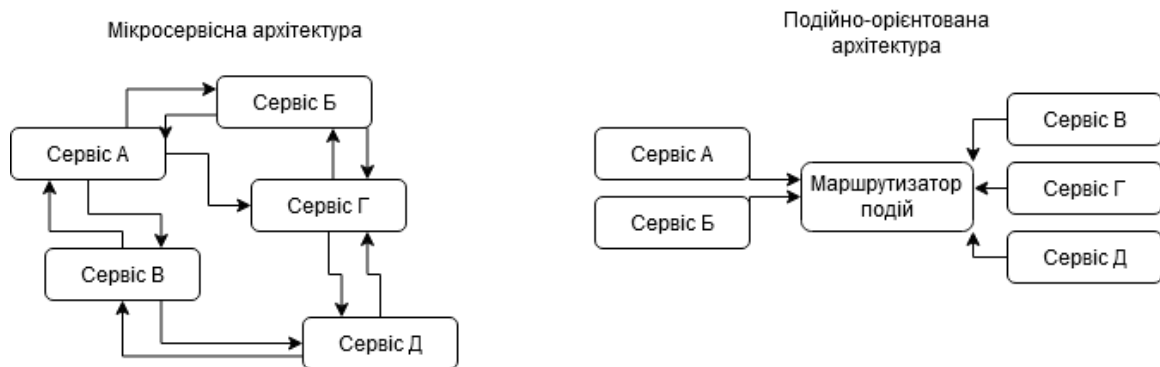 Мікросервісна архітектура
Сервіс Б
Сервіс А
Сервіс Г
Сервіс В
Сервіс Д
Подійно-орієнтована
архітектура
Сервіс А
Сервіс Б
Маршрутизатор
подій
Сервіс В
Сервіс Г
Сервіс Д